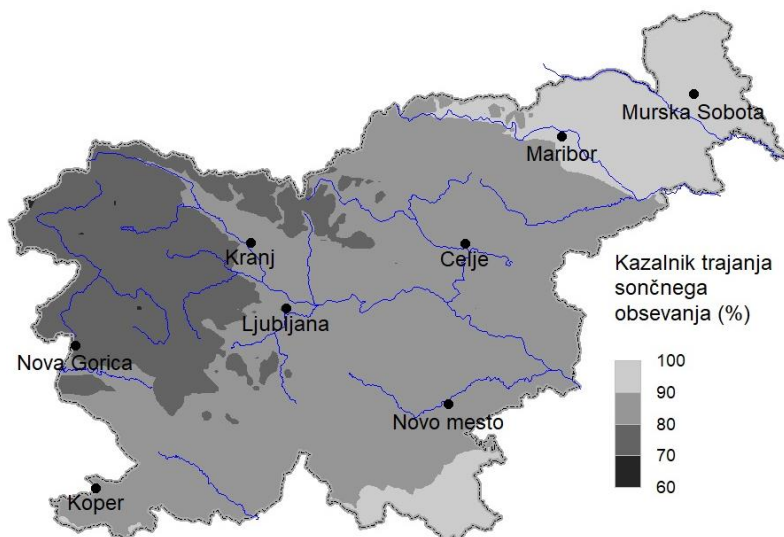 Murska Sobota
Maribor
Kranj
Celje
Ljubljana
Nova Gorica
Novo mesto
Koper
Kazalnik trajanja
sončnega
obsevanja (%)
100
90
80
70
60